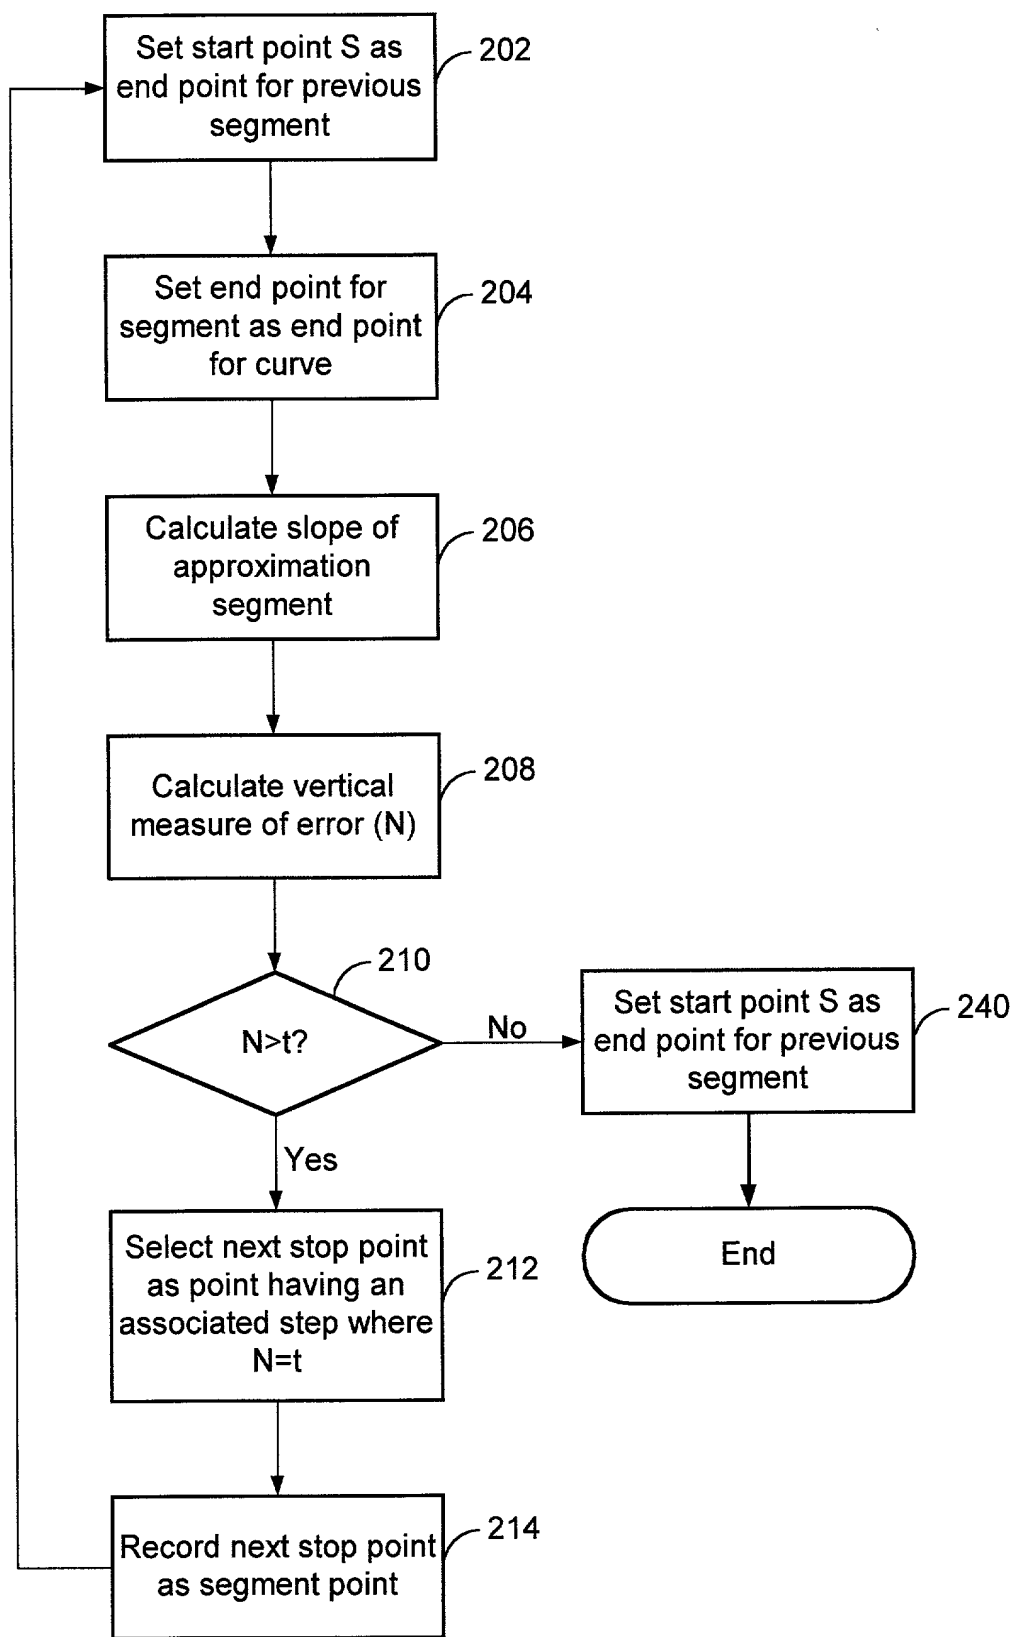 Set start point S as
end point for previous
segment
202
Set end point for
segment as end point
for curve
204
Calculate slope of
approximation
segment
206
Calculate vertical
measure of error (N)
208
210
N>t?
No
Set start point S as
end point for previous
segment
240
Yes
Select next stop point
as point having an
associated step where
N=t
212
End
Record next stop point
as segment point
214